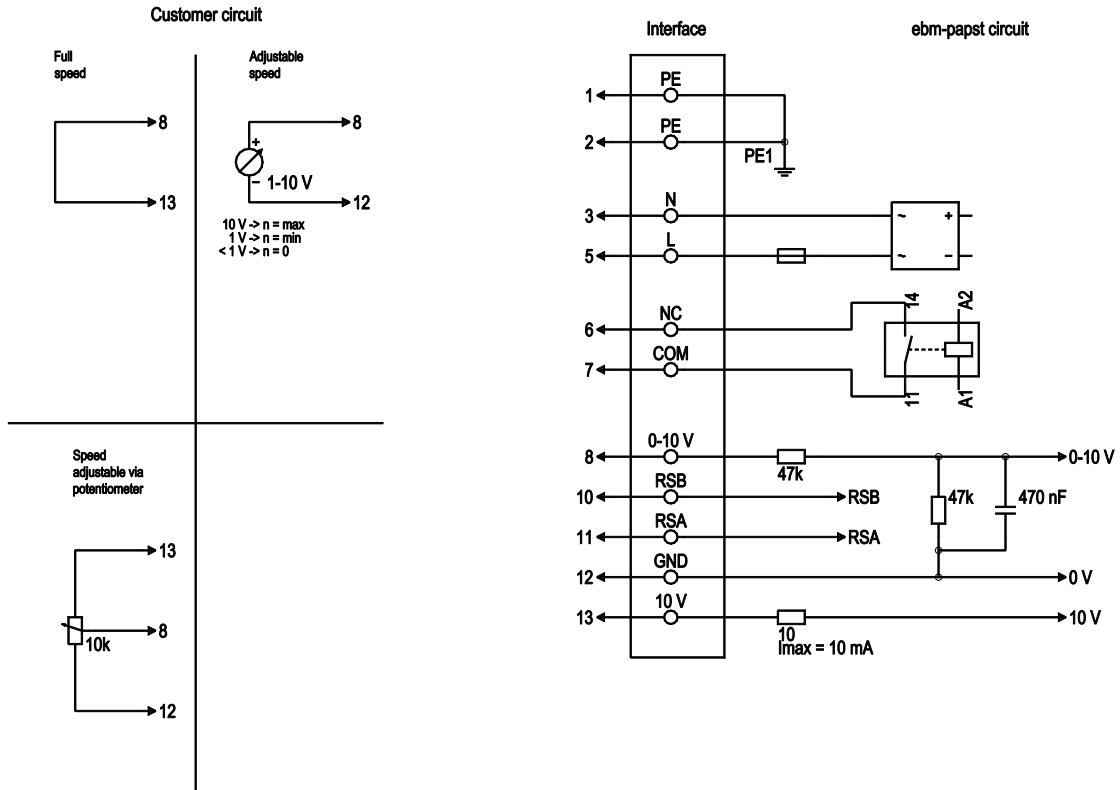 Customer circuit
Full
speed
8
13
Adjustable
speed
8
+
–
1-10 V
12
10 V -> n = max
1 V -> n = min
< 1 V -> n = 0
Speed
adjustable via
potentiometer
13
8
10k
12
Interface
ebm-papst circuit
1
PE
2
PE
PE1
3
N
~
+
5
L
~
–
6
NC
14
A2
7
COM
11
A1
8
0-10 V
47k
0-10 V
10
RSB
RSB
47k
470 nF
11
RSA
RSA
12
GND
0 V
13
10 V
10
Imax = 10 mA
10 V